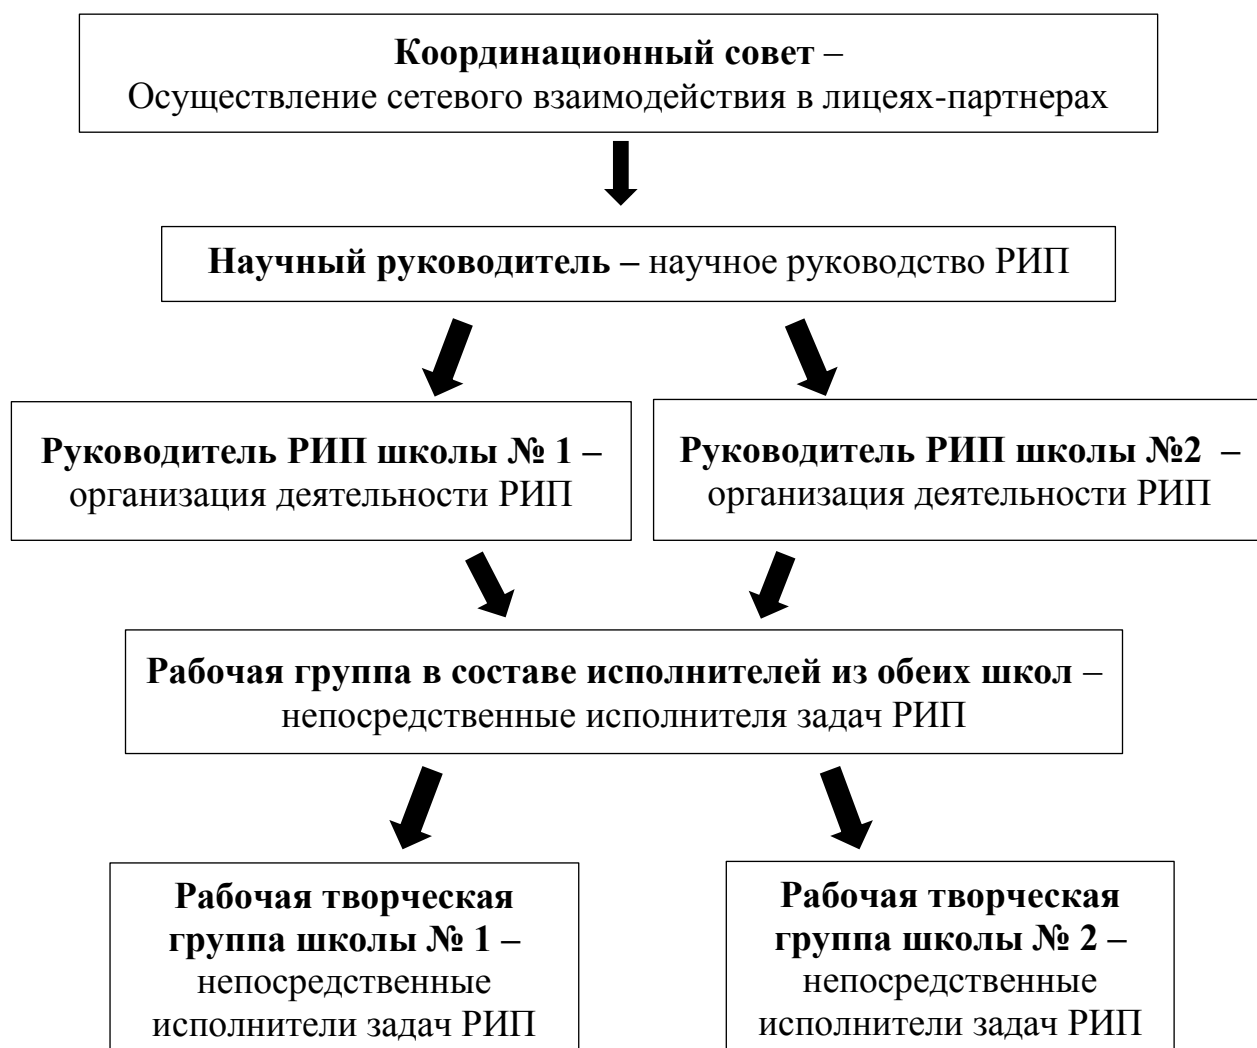 Координационный совет –
Осуществление сетевого взаимодействия в лицеях-партнерах
Научный руководитель – научное руководство РИП
Руководитель РИП школы № 1 –
организация деятельности РИП
Руководитель РИП школы №2 –
организация деятельности РИП
Рабочая группа в составе исполнителей из обеих школ –
непосредственные исполнителя задач РИП
Рабочая творческая
группа школы № 1 –
непосредственные
исполнители задач РИП
Рабочая творческая
группа школы № 2 –
непосредственные
исполнители задач РИП